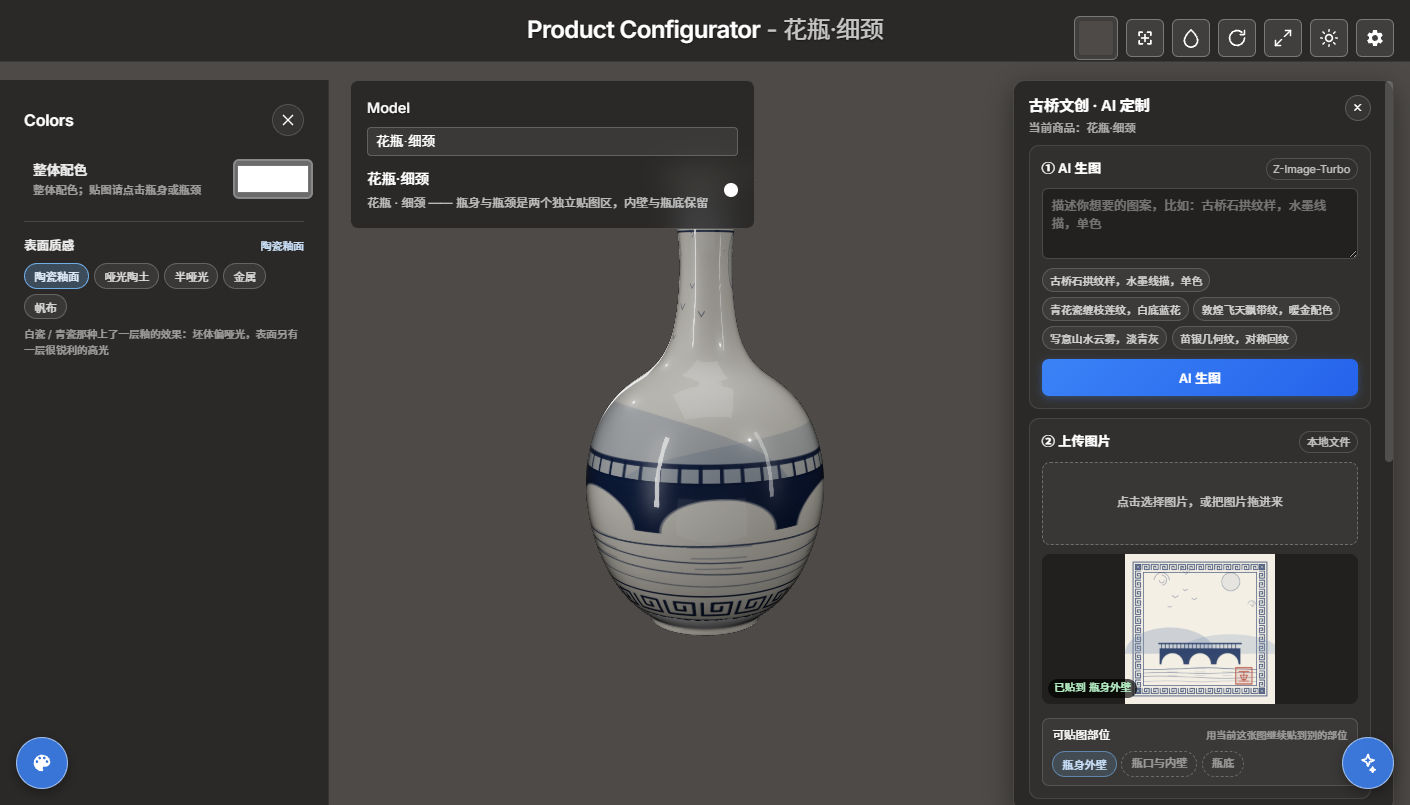 Product Configurator - 花瓶·细颈
Colors
整体配色
整体配色；贴图请点击瓶身或瓶颈
表面质感
陶瓷釉面
陶瓷釉面
哑光陶土
半哑光
金属
帆布
白瓷 / 青瓷那种上了一层釉的效果：坯体偏哑光，表面另有
一层很锐利的高光
Model
花瓶·细颈
花瓶·细颈
花瓶 · 细颈 —— 瓶身与瓶颈是两个独立贴图区，内壁与瓶底保留
古桥文创 · AI 定制
当前商品：花瓶·细颈
① AI 生图
Z-Image-Turbo
描述你想要的图案，比如：古桥石拱纹样，水墨线
描，单色
古桥石拱纹样，水墨线描，单色
青花瓷缠枝莲纹，白底蓝花
敦煌飞天飘带纹，暖金配色
写意山水云雾，淡青灰
苗银几何纹，对称回纹
AI 生图
② 上传图片
本地文件
点击选择图片，或把图片拖进来
已贴到 瓶身外壁
可贴图部位
用当前这张图继续贴到别的部位
瓶身外壁
瓶口与内壁
瓶底